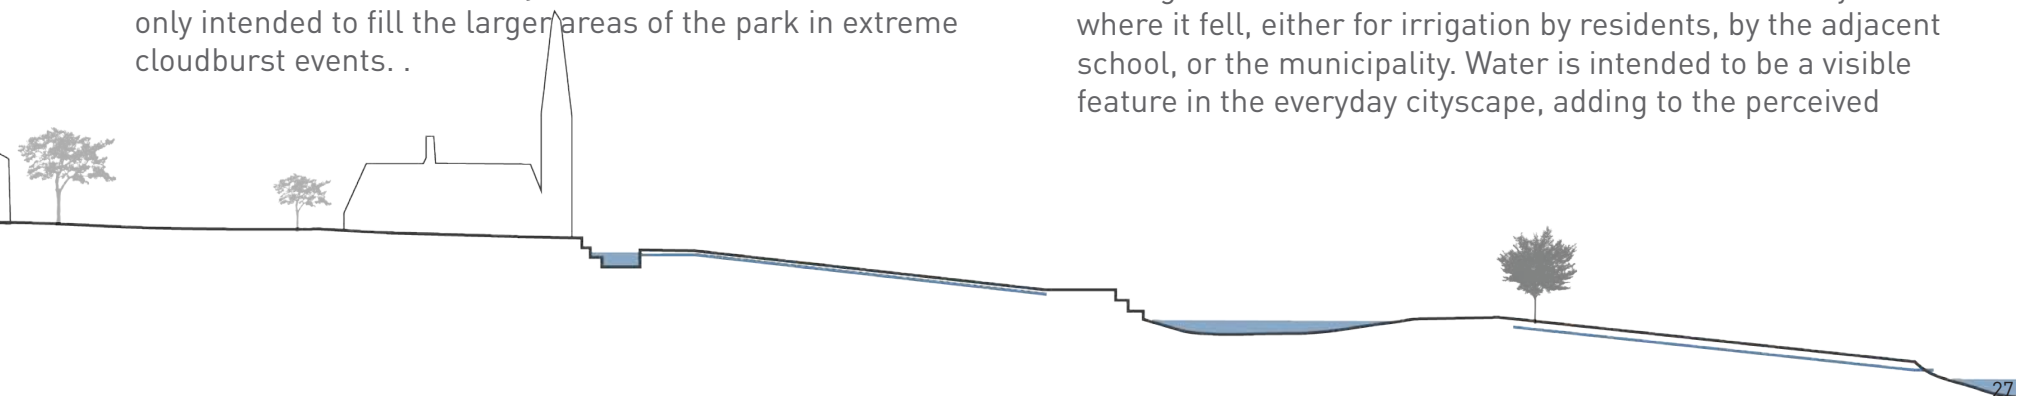 only intended to fill the larger areas of the park in extreme
cloudburst events. .
where it fell, either for irrigation by residents, by the adjacent
school, or the municipality. Water is intended to be a visible
feature in the everyday cityscape, adding to the perceived
27